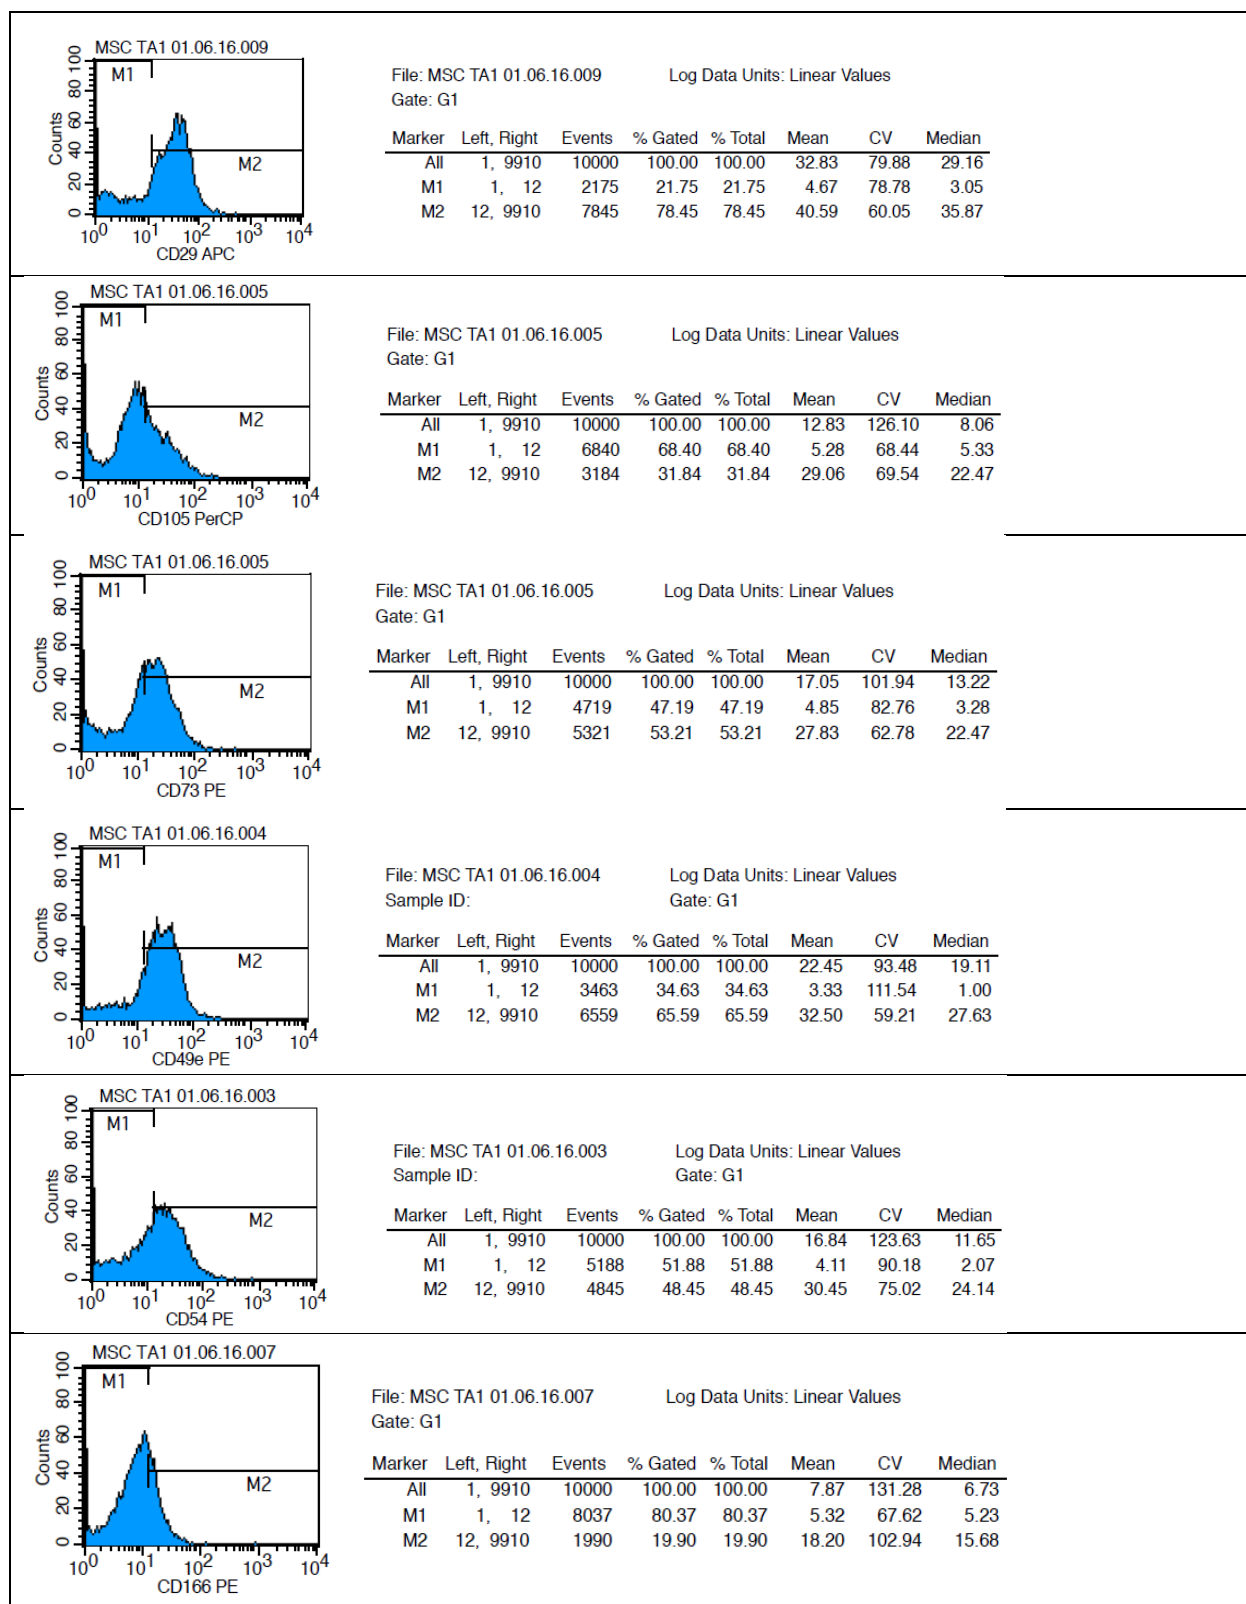 MSC TA1 01.06.16.009
M1
M2
Counts
0 20 40 60 80 100
10^0 10^1 10^2 10^3 10^4
CD29 APC
File: MSC TA1 01.06.16.009 Log Data Units: Linear Values
Gate: G1
Marker Left, Right Events % Gated % Total Mean CV Median
All 1, 9910 10000 100.00 100.00 32.83 79.88 29.16
M1 1, 12 2175 21.75 21.75 4.67 78.78 3.05
M2 12, 9910 7845 78.45 78.45 40.59 60.05 35.87
MSC TA1 01.06.16.005
M1
M2
Counts
0 20 40 60 80 100
10^0 10^1 10^2 10^3 10^4
CD105 PerCP
File: MSC TA1 01.06.16.005 Log Data Units: Linear Values
Gate: G1
Marker Left, Right Events % Gated % Total Mean CV Median
All 1, 9910 10000 100.00 100.00 12.83 126.10 8.06
M1 1, 12 6840 68.40 68.40 5.28 68.44 5.33
M2 12, 9910 3184 31.84 31.84 29.06 69.54 22.47
MSC TA1 01.06.16.005
M1
M2
Counts
0 20 40 60 80 100
10^0 10^1 10^2 10^3 10^4
CD73 PE
File: MSC TA1 01.06.16.005 Log Data Units: Linear Values
Gate: G1
Marker Left, Right Events % Gated % Total Mean CV Median
All 1, 9910 10000 100.00 100.00 17.05 101.94 13.22
M1 1, 12 4719 47.19 47.19 4.85 82.76 3.28
M2 12, 9910 5321 53.21 53.21 27.83 62.78 22.47
MSC TA1 01.06.16.004
M1
M2
Counts
0 20 40 60 80 100
10^0 10^1 10^2 10^3 10^4
CD49e PE
File: MSC TA1 01.06.16.004 Log Data Units: Linear Values
Sample ID: Gate: G1
Marker Left, Right Events % Gated % Total Mean CV Median
All 1, 9910 10000 100.00 100.00 22.45 93.48 19.11
M1 1, 12 3463 34.63 34.63 3.33 111.54 1.00
M2 12, 9910 6559 65.59 65.59 32.50 59.21 27.63
MSC TA1 01.06.16.003
M1
M2
Counts
0 20 40 60 80 100
10^0 10^1 10^2 10^3 10^4
CD54 PE
File: MSC TA1 01.06.16.003 Log Data Units: Linear Values
Sample ID: Gate: G1
Marker Left, Right Events % Gated % Total Mean CV Median
All 1, 9910 10000 100.00 100.00 16.84 123.63 11.65
M1 1, 12 5188 51.88 51.88 4.11 90.18 2.07
M2 12, 9910 4845 48.45 48.45 30.45 75.02 24.14
MSC TA1 01.06.16.007
M1
M2
Counts
0 20 40 60 80 100
10^0 10^1 10^2 10^3 10^4
CD166 PE
File: MSC TA1 01.06.16.007 Log Data Units: Linear Values
Gate: G1
Marker Left, Right Events % Gated % Total Mean CV Median
All 1, 9910 10000 100.00 100.00 7.87 131.28 6.73
M1 1, 12 8037 80.37 80.37 5.32 67.62 5.23
M2 12, 9910 1990 19.90 19.90 18.20 102.94 15.68